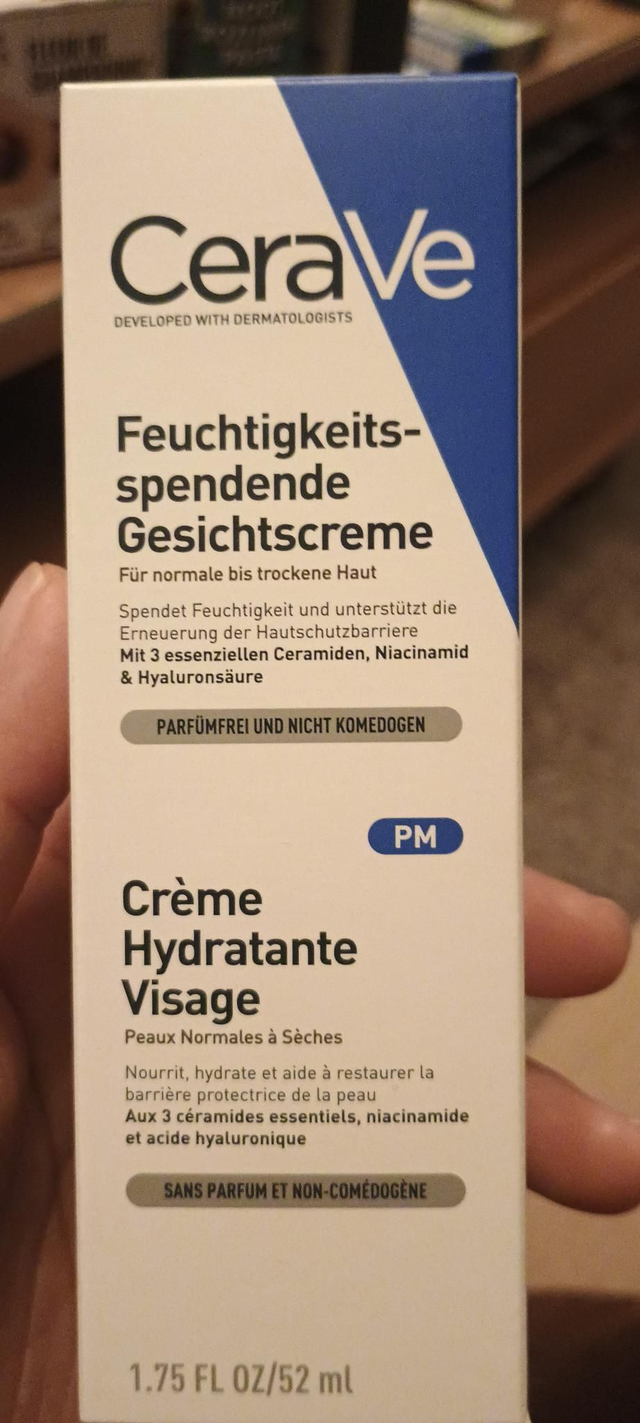 CeraVe
DEVELOPED WITH DERMATOLOGISTS
Feuchtigkeits-
spendende
Gesichtscreme
Für normale bis trockene Haut
Spendet Feuchtigkeit und unterstützt die
Erneuerung der Hautschutzbarriere
Mit 3 essenziellen Ceramiden, Niacinamid
& Hyaluronsäure
PARFÜMFREI UND NICHT KOMEDOGEN
PM
Crème
Hydratante
Visage
Peaux Normales à Sèches
Nourrit, hydrate et aide à restaurer la
barrière protectrice de la peau
Aux 3 céramides essentiels, niacinamide
et acide hyaluronique
SANS PARFUM ET NON-COMÉDOGÈNE
1.75 FL OZ/52 ml